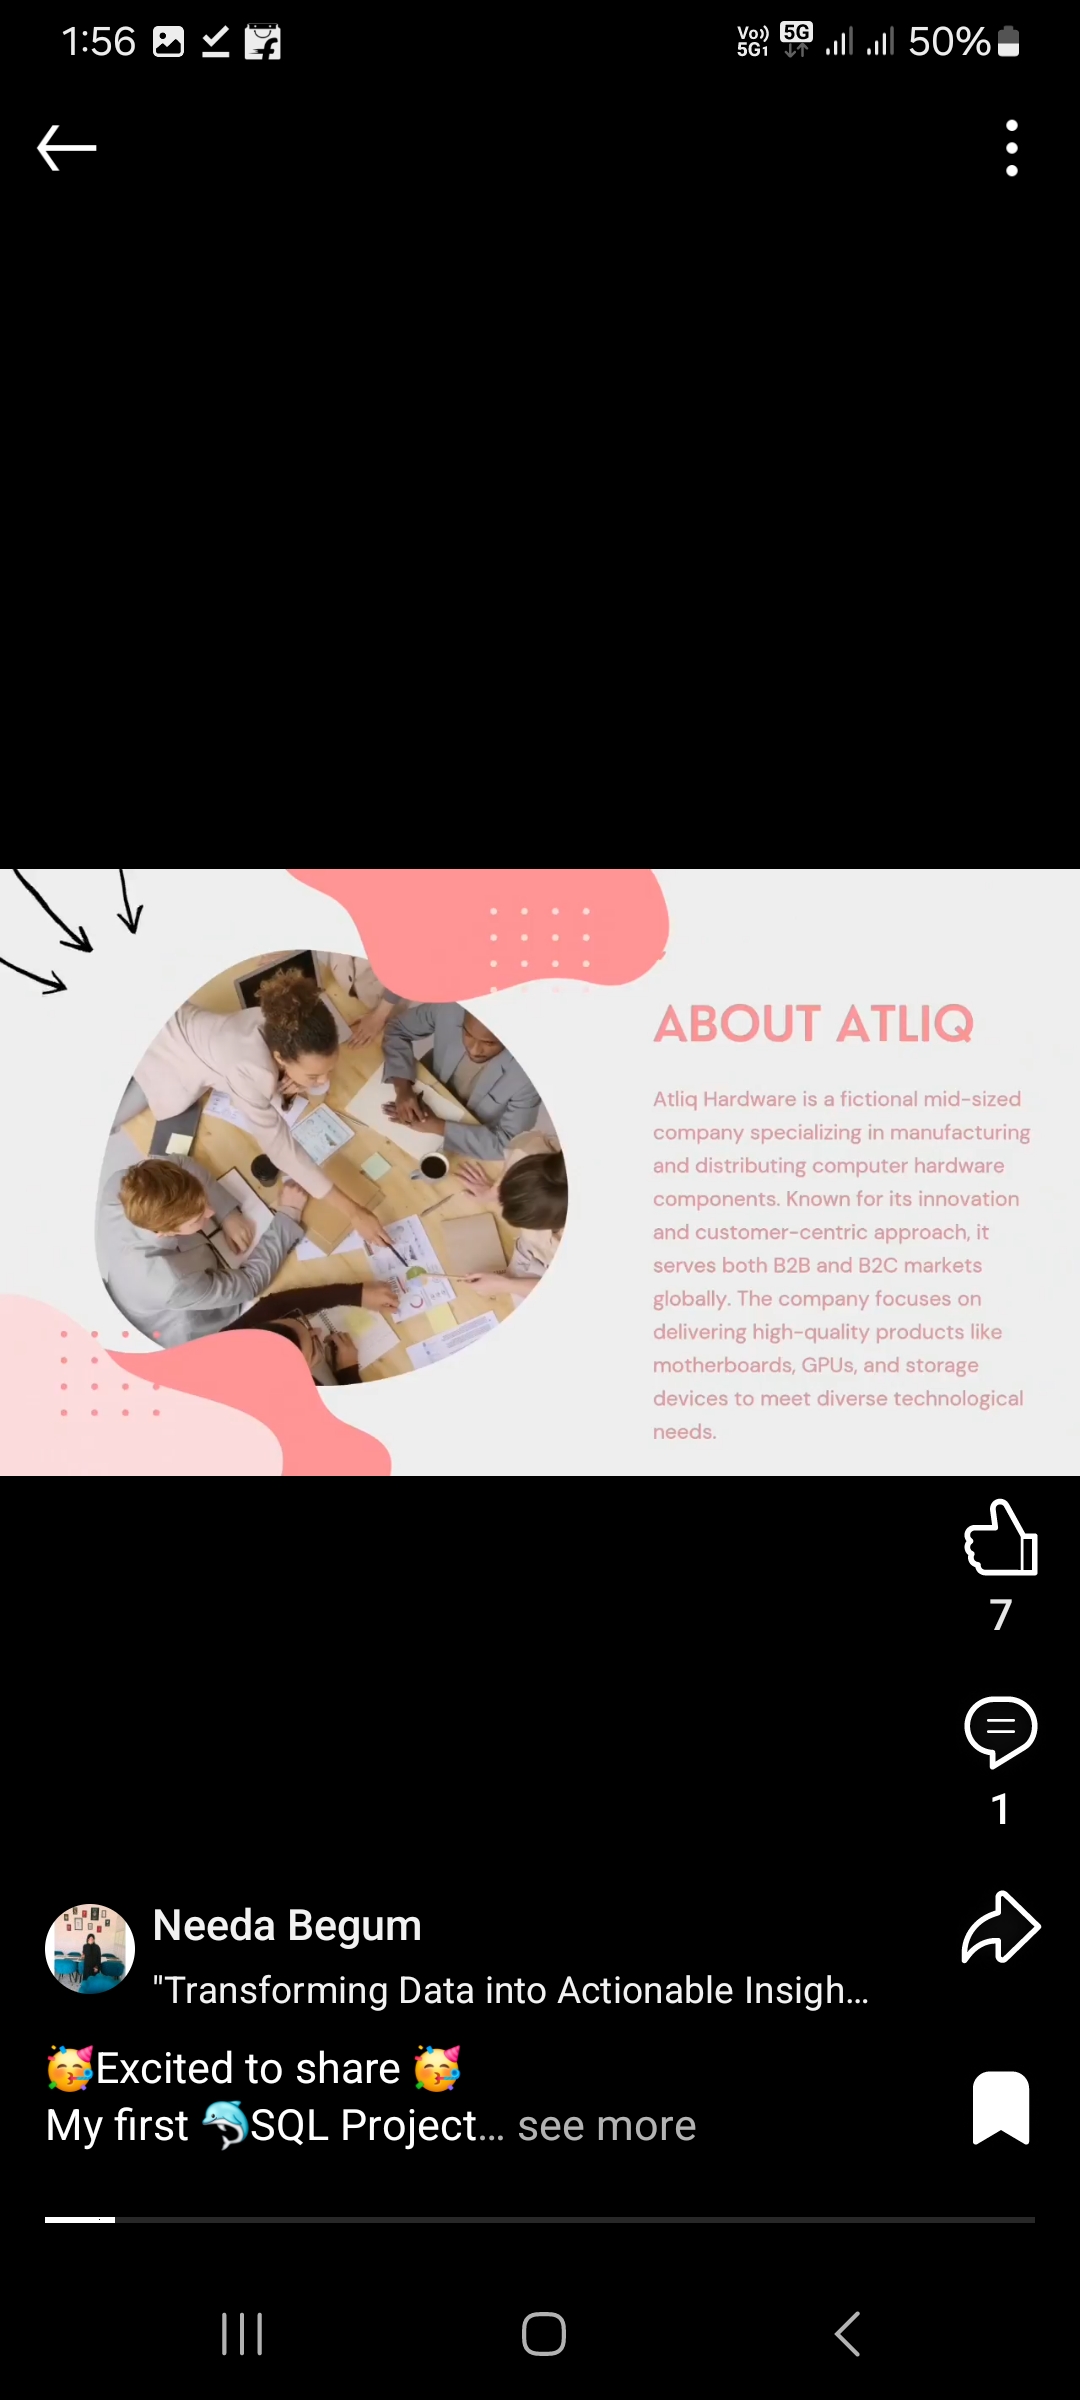 1:56
Vo)) 5G1 5G 50%
ABOUT ATLIQ
Atliq Hardware is a fictional mid-sized
company specializing in manufacturing
and distributing computer hardware
components. Known for its innovation
and customer-centric approach, it
serves both B2B and B2C markets
globally. The company focuses on
delivering high-quality products like
motherboards, GPUs, and storage
devices to meet diverse technological
needs.
7
1
Needa Begum
"Transforming Data into Actionable Insigh...
🥳Excited to share 🥳
My first 🐬SQL Project... see more